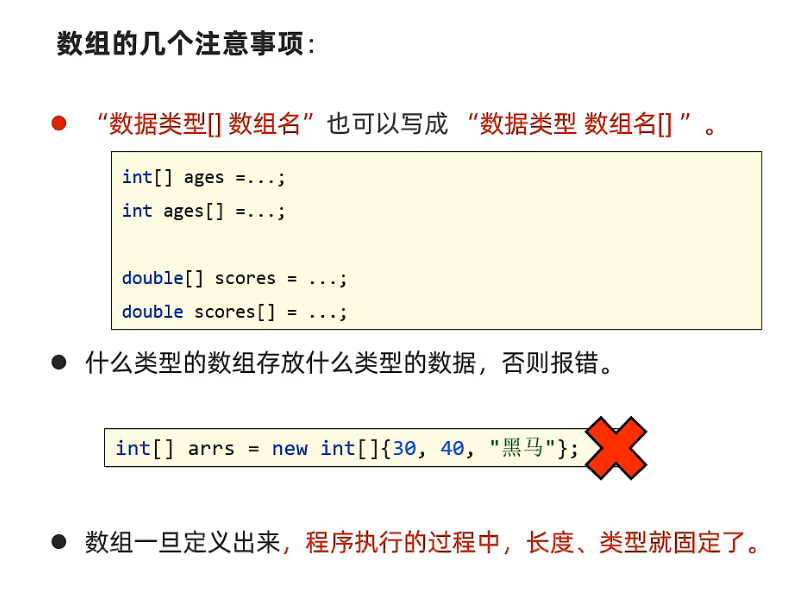 数组的几个注意事项：
“数据类型[] 数组名”也可以写成 “数据类型 数组名[] ”。
int[] ages =...;
int ages[] =...;
double[] scores = ...;
double scores[] = ...;
什么类型的数组存放什么类型的数据，否则报错。
int[] arrs = new int[]{30, 40, "黑马"};
数组一旦定义出来，程序执行的过程中，长度、类型就固定了。